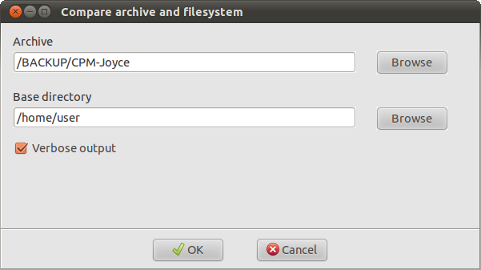 Compare archive and filesystem
Archive
/BACKUP/CPM-Joyce
Browse
Base directory
/home/user
Browse
Verbose output
OK
Cancel